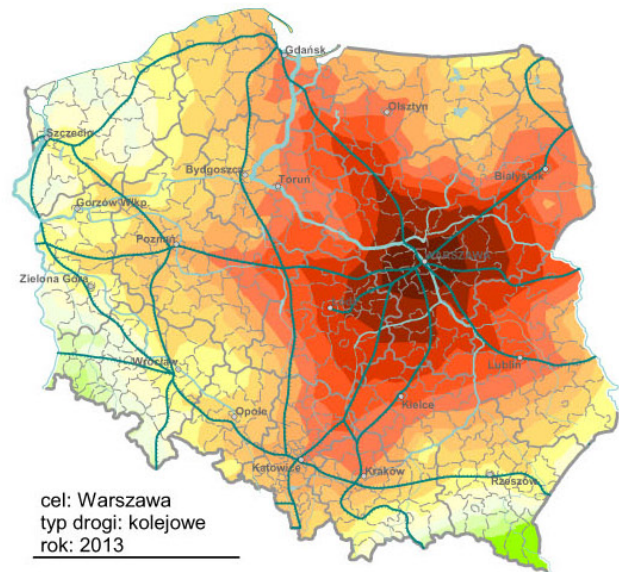 Gdańsk
Olsztyn
Szczecin
Bydgoszcz
Toruń
Białystok
Gorzów Wlkp.
Poznań
WARSZAWA
Zielona Góra
Wrocław
Lublin
Opole
Kielce
Katowice
Kraków
Rzeszów
cel: Warszawa
typ drogi: kolejowe
rok: 2013